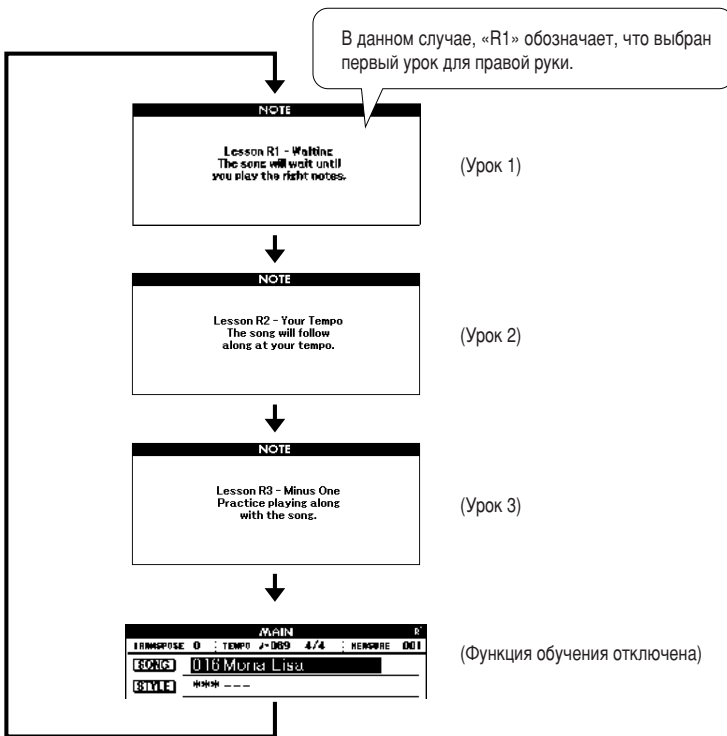 В данном случае, «R1» обозначает, что выбран
первый урок для правой руки.
NOTE
Lesson R1 - Waiting
The song will wait until
you play the right notes.
(Урок 1)
NOTE
Lesson R2 - Your Tempo
The song will follow
along at your tempo.
(Урок 2)
NOTE
Lesson R3 - Minus One
Practice playing along
with the song.
(Урок 3)
MAIN
TRANSPOSE 0 TEMPO ♪=069 4/4 MEASURE 001
SONG 016 Mona Lisa
STYLE *** ---
(Функция обучения отключена)